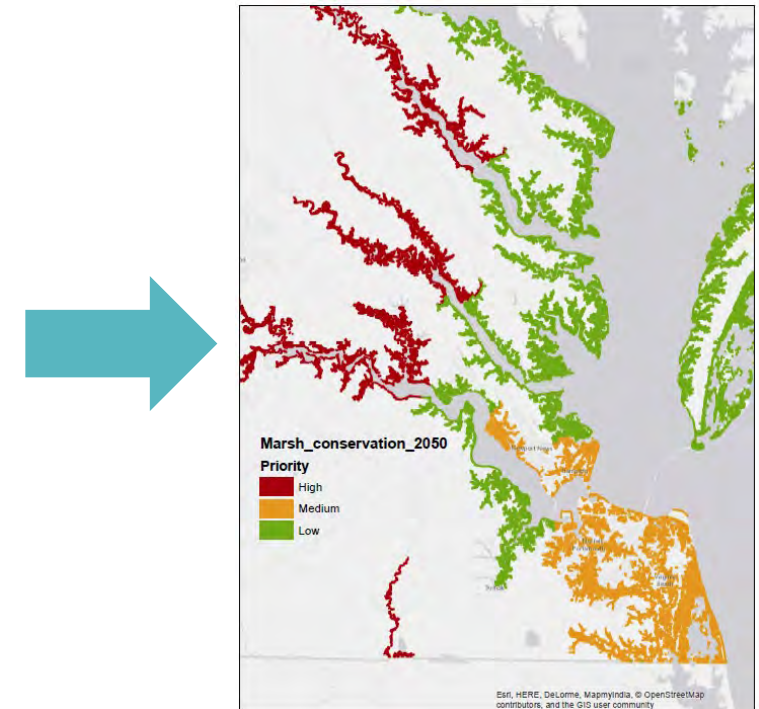 Marsh_conservation_2050
Priority
High
Medium
Low
Esri, HERE, DeLorme, MapmyIndia, © OpenStreetMap
contributors, and the GIS user community